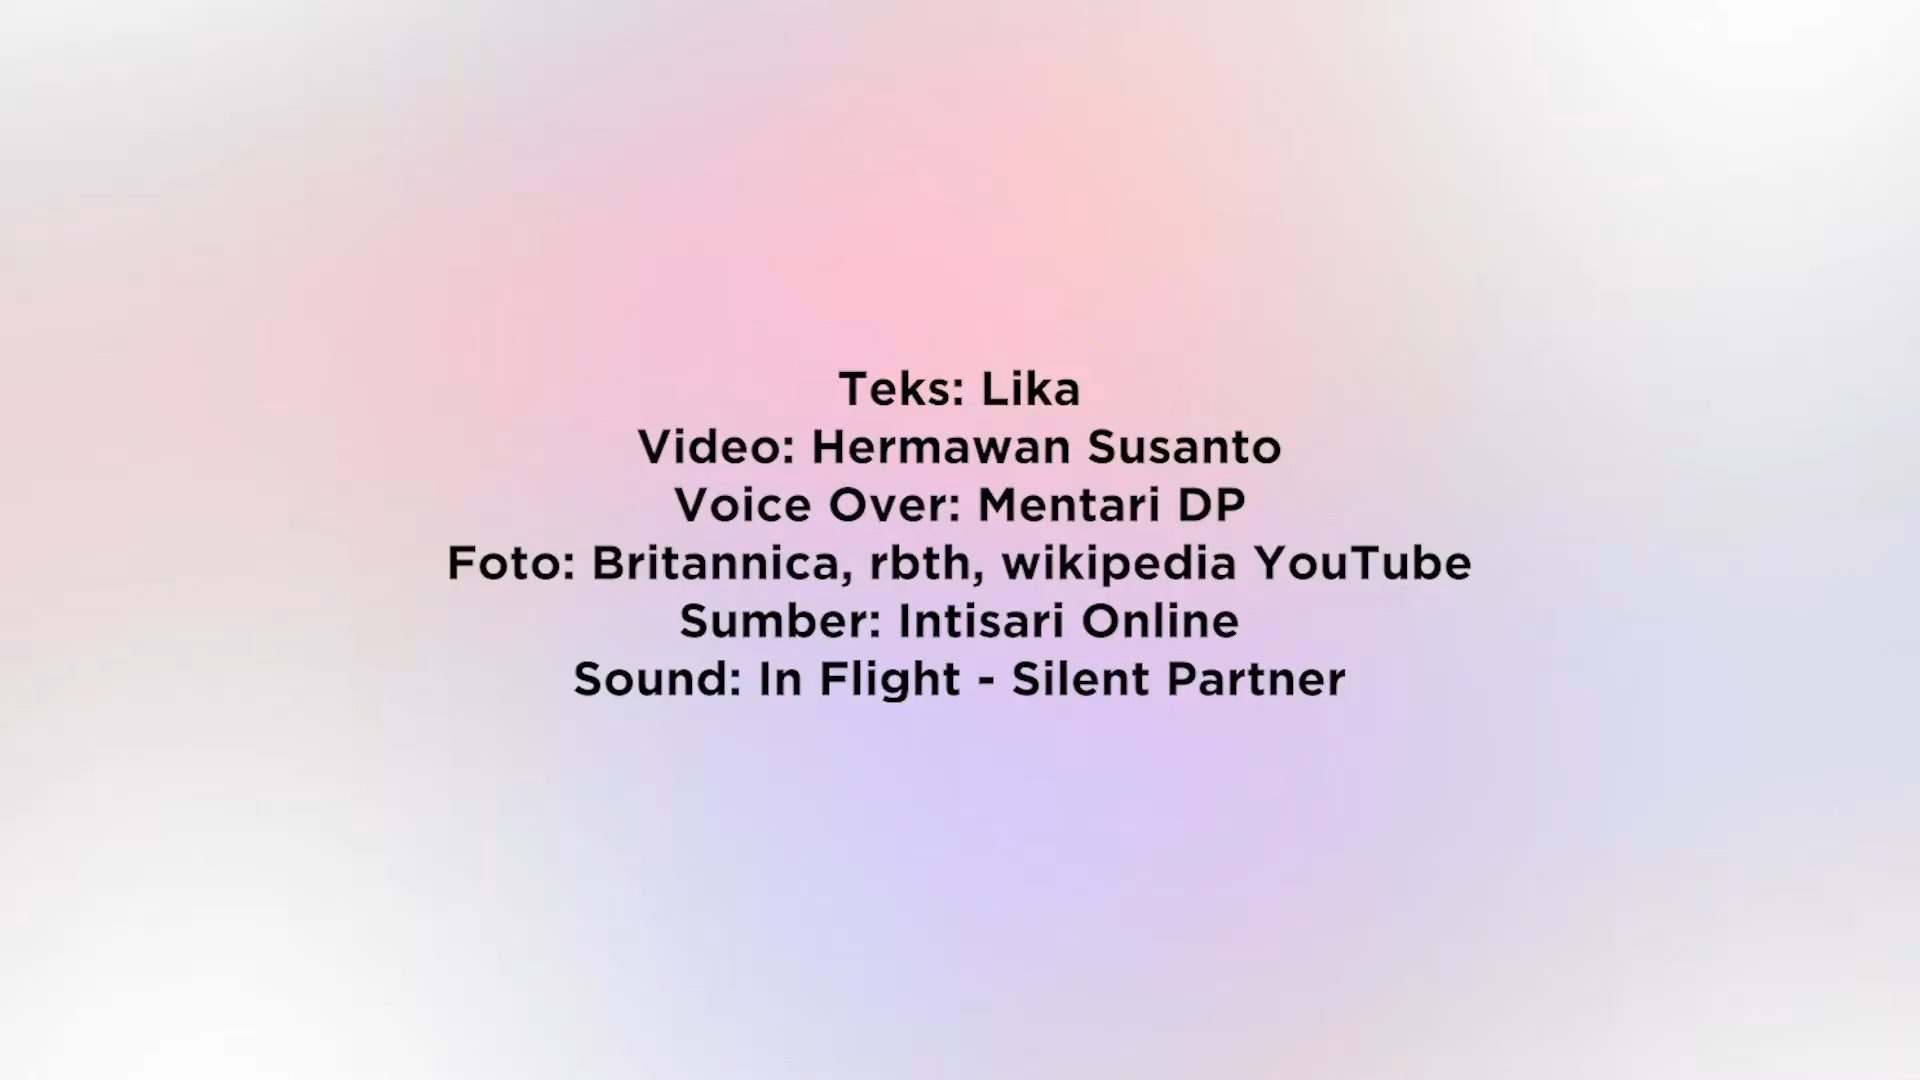 Teks: Lika
Video: Hermawan Susanto
Voice Over: Mentari DP
Foto: Britannica, rbth, wikipedia YouTube
Sumber: Intisari Online
Sound: In Flight - Silent Partner